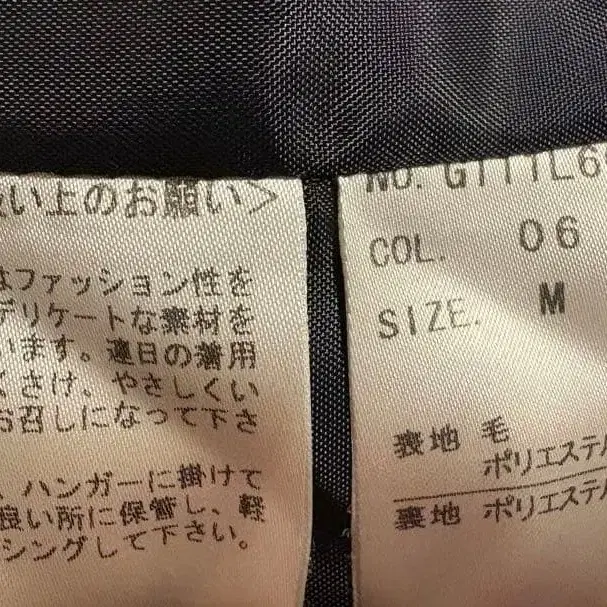 い上のお願い>
はファッション性を
デリケートな素材を
います。連日の着用
くさけ、やさしくい
お召しになって下さ
、ハンガーに掛けて
良い所に保管し、軽
シングして下さい。
NO. G111L6
COL. 06
SIZE. M
表地 毛
ポリエステル
裏地 ポリエステル